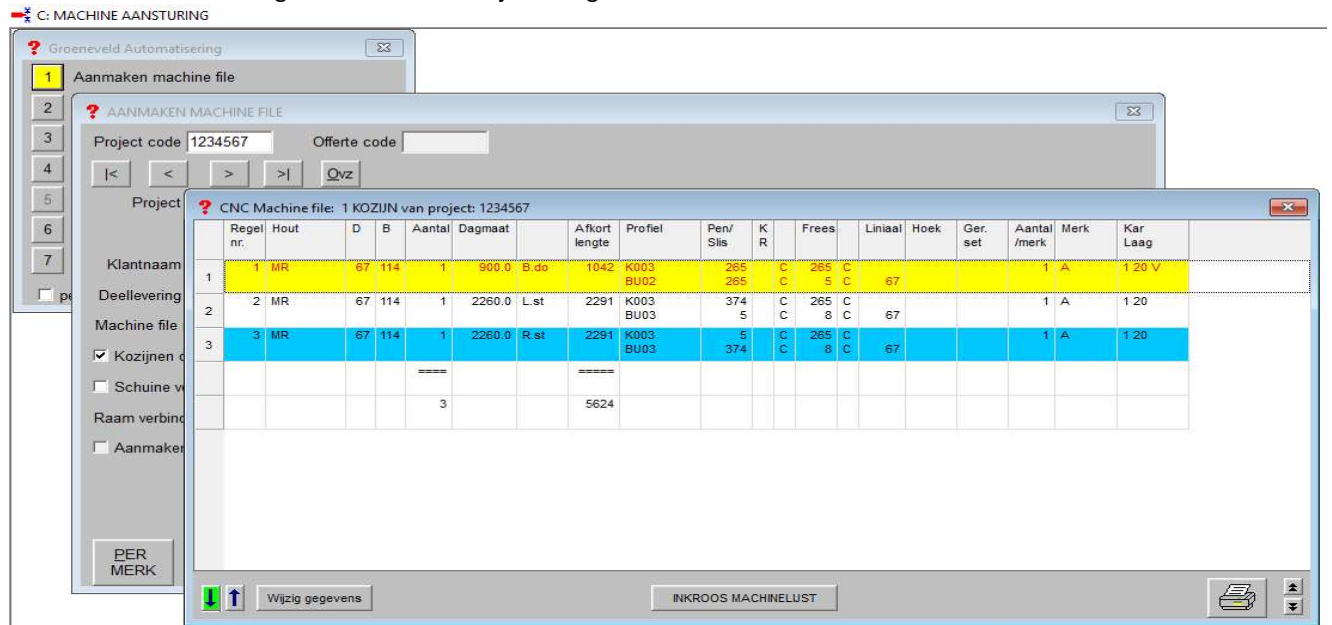 C: MACHINE AANSTURING
? Groeneveld Automatisering
1 Aanmaken machine file
2
3
4
5
6
7
? AANMAKEN MACHINE FILE
Project code 1234567 Offerte code
|< < > >| Ovz
Project
Klantnaam
Deellevering
Machine file
Kozijnen
Schuine
Raam
Aanmaken
PER
MERK
? CNC Machine file: 1 KOZIJN van project: 1234567
Regel Hout D B Aantal Dagmaat Afkort Profiel Pen/ K Frees Liniaal Hoek Ger. Aantal Merk Kar
nr. lengte Slis R set /merk Laag
1 1 MR 67 114 1 900.0 B.do 1042 K003 265 C 265 C 1 A 1 20 V
BU02 265 C 5 C 67
2 2 MR 67 114 1 2260.0 L.st 2291 K003 374 C 265 C 1 A 1 20
BU03 5 C 8 C 67
3 3 MR 67 114 1 2260.0 R.st 2291 K003 5 C 265 C 1 A 1 20
BU03 374 C 8 C 67
==== =====
3 5624
Wijzig gegevens INKROOS MACHINELIJST